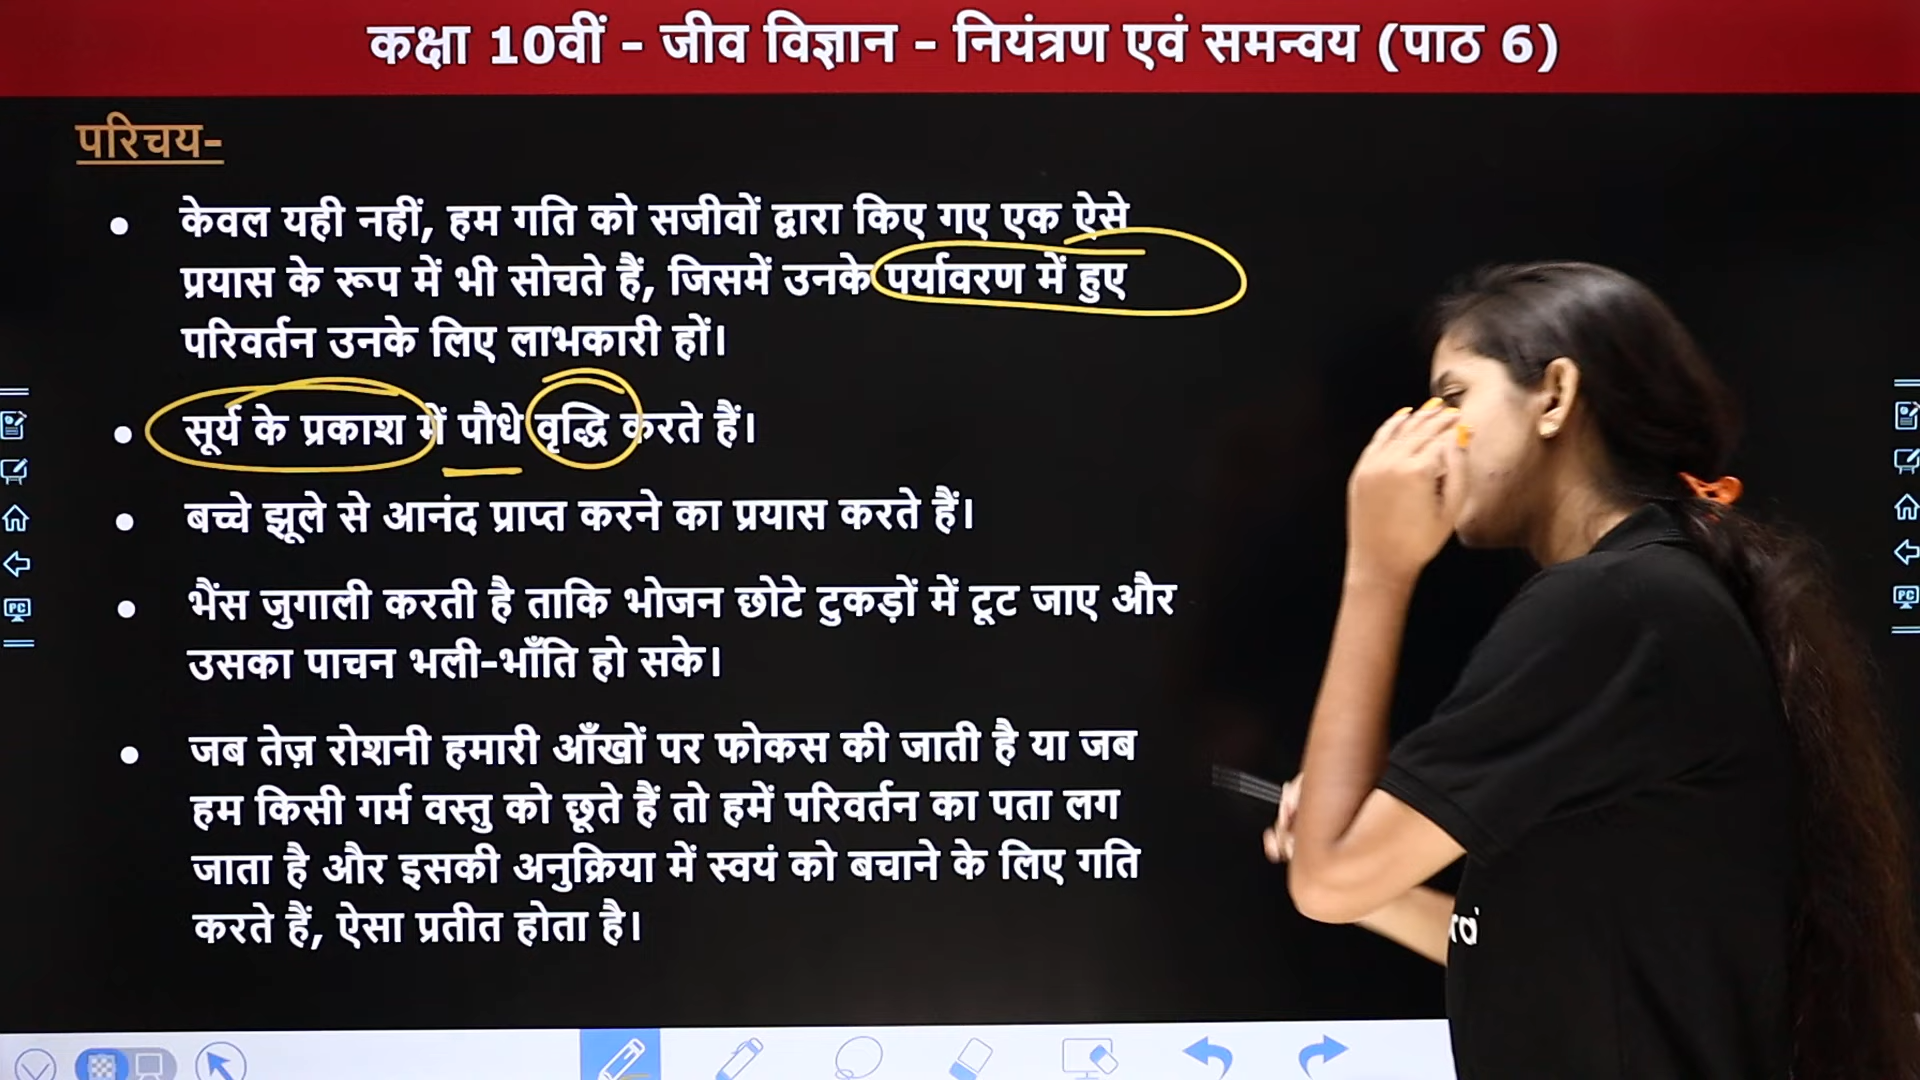 कक्षा 10वीं - जीव विज्ञान - नियंत्रण एवं समन्वय (पाठ 6)
परिचय-
• केवल यही नहीं, हम गति को सजीवों द्वारा किए गए एक ऐसे
प्रयास के रूप में भी सोचते हैं, जिसमें उनके पर्यावरण में हुए
परिवर्तन उनके लिए लाभकारी हों।
• सूर्य के प्रकाश में पौधे वृद्धि करते हैं।
• बच्चे झूले से आनंद प्राप्त करने का प्रयास करते हैं।
• भैंस जुगाली करती है ताकि भोजन छोटे टुकड़ों में टूट जाए और
उसका पाचन भली-भाँति हो सके।
• जब तेज़ रोशनी हमारी आँखों पर फोकस की जाती है या जब
हम किसी गर्म वस्तु को छूते हैं तो हमें परिवर्तन का पता लग
जाता है और इसकी अनुक्रिया में स्वयं को बचाने के लिए गति
करते हैं, ऐसा प्रतीत होता है।
PC
PC